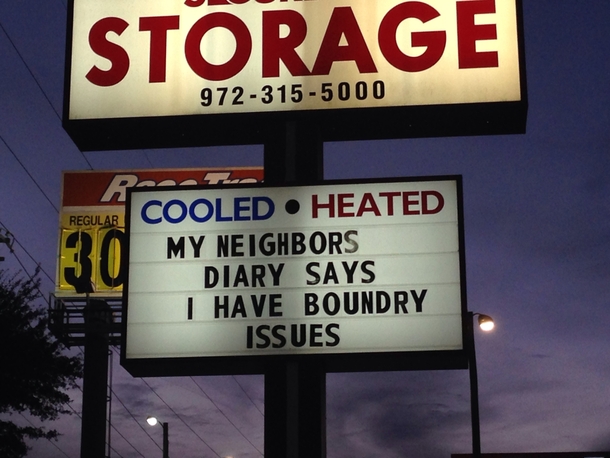 STORAGE
972-315-5000
REGULAR
30
COOLED • HEATED
MY NEIGHBORS
DIARY SAYS
I HAVE BOUNDRY
ISSUES